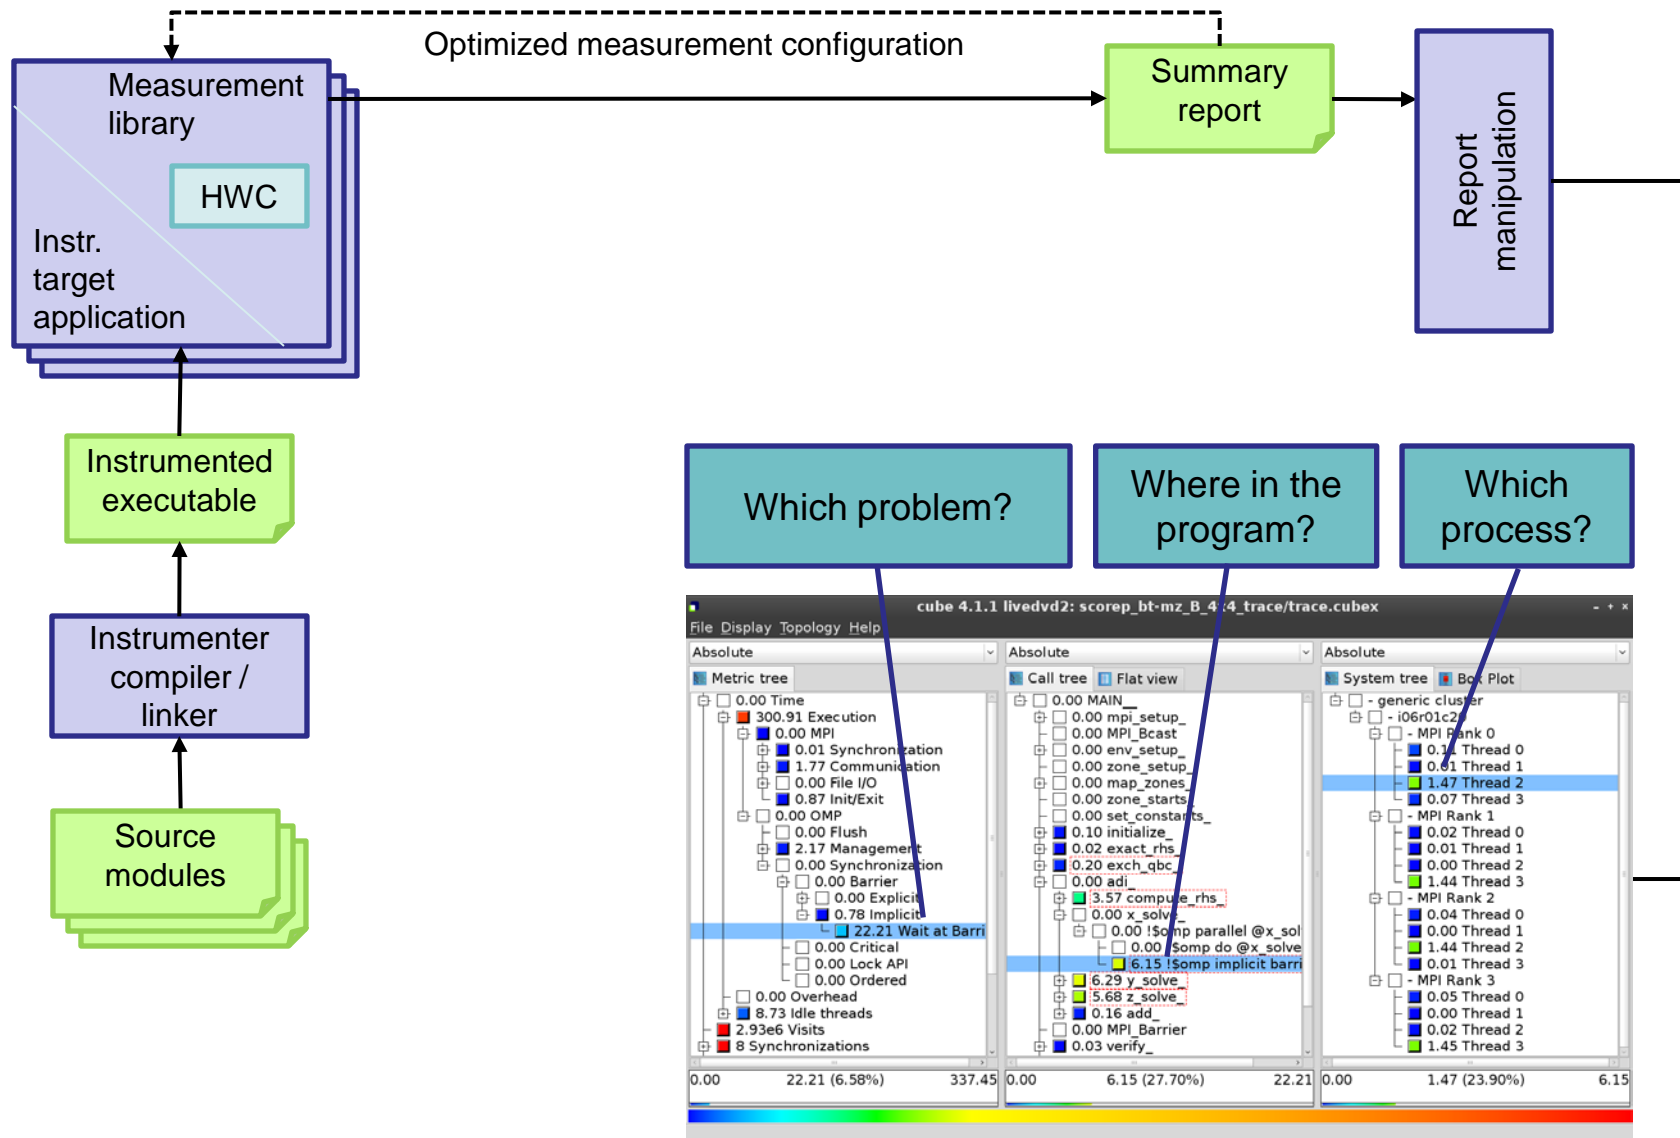 Optimized measurement configuration
Measurement
library
HWC
Instr.
target
application
Summary
report
Report
manipulation
Instrumented
executable
Instrumenter
compiler /
linker
Source
modules
Which problem?
Where in the
program?
Which
process?
cube 4.1.1 livedvd2: scorep_bt-mz_B_4x4_trace/trace.cubex
File Display Topology Help
Absolute
Metric tree
0.00 Time
300.91 Execution
0.00 MPI
0.01 Synchronization
1.77 Communication
0.00 File I/O
0.87 Init/Exit
0.00 OMP
0.00 Flush
2.17 Management
0.00 Synchronization
0.00 Barrier
0.00 Explicit
0.78 Implicit
22.21 Wait at Barri
0.00 Critical
0.00 Lock API
0.00 Ordered
0.00 Overhead
8.73 Idle threads
2.93e6 Visits
8 Synchronizations
0.00 22.21 (6.58%) 337.45
Absolute
Call tree Flat view
0.00 MAIN__
0.00 mpi_setup_
0.00 MPI_Bcast
0.00 env_setup_
0.00 zone_setup_
0.00 map_zones_
0.00 zone_starts_
0.00 set_constants_
0.10 initialize_
0.02 exact_rhs_
0.20 exch_qbc_
0.00 adi_
3.57 compute_rhs_
0.00 x_solve_
0.00 !$omp parallel @x_sol
0.00 !$omp do @x_solve
6.15 !$omp implicit barri
6.29 y_solve_
5.68 z_solve_
0.16 add_
0.00 MPI_Barrier
0.03 verify_
0.00 6.15 (27.70%) 22.21
Absolute
System tree Box Plot
- generic cluster
- i06r01c20
- MPI Rank 0
0.11 Thread 0
0.01 Thread 1
1.47 Thread 2
0.07 Thread 3
- MPI Rank 1
0.02 Thread 0
0.01 Thread 1
0.00 Thread 2
1.44 Thread 3
- MPI Rank 2
0.04 Thread 0
0.00 Thread 1
1.44 Thread 2
0.01 Thread 3
- MPI Rank 3
0.05 Thread 0
0.00 Thread 1
0.02 Thread 2
1.45 Thread 3
0.00 1.47 (23.90%) 6.15